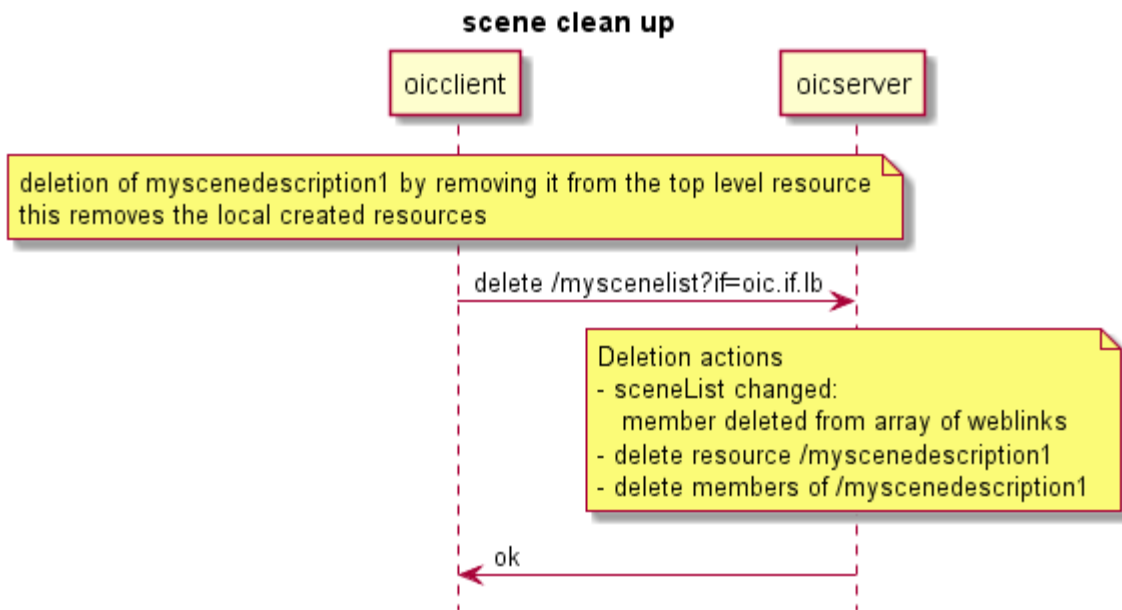 scene clean up
oicclient
oicserver
deletion of myscenedescription1 by removing it from the top level resource
this removes the local created resources
delete /myscenelist?if=oic.if.lb
Deletion actions
- sceneList changed:
member deleted from array of weblinks
- delete resource /myscenedescription1
- delete members of /myscenedescription1
ok